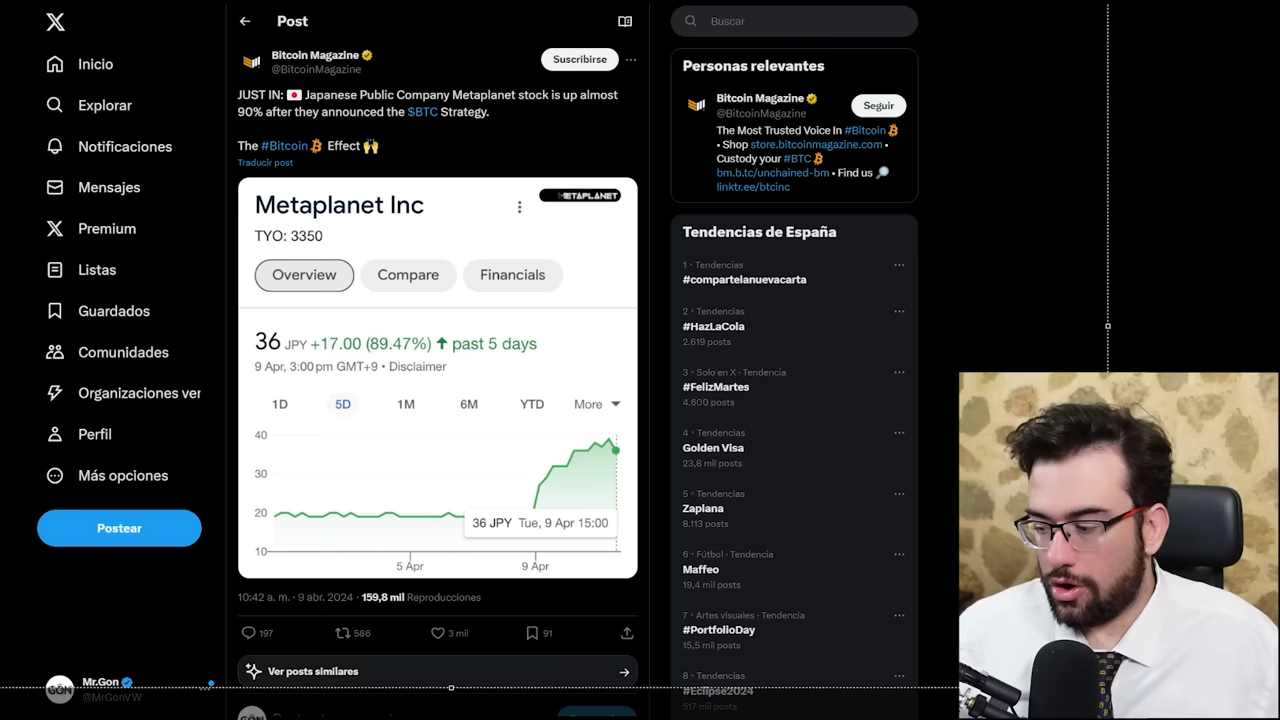 Inicio
Explorar
Notificaciones
Mensajes
Premium
Listas
Guardados
Comunidades
Organizaciones ver
Perfil
Más opciones
Postear
Mr.Gon
@MrGonVW
Post
Bitcoin Magazine
@BitcoinMagazine
Suscribirse
JUST IN: 🇯🇵 Japanese Public Company Metaplanet stock is up almost
90% after they announced the $BTC Strategy.
The #Bitcoin Effect 🙌
Traducir post
Metaplanet Inc
METAPLANET
TYO: 3350
Overview
Compare
Financials
36 JPY +17.00 (89.47%) ↑ past 5 days
9 Apr, 3:00 pm GMT+9 • Disclaimer
1D 5D 1M 6M YTD More
40
30
20
10
36 JPY Tue, 9 Apr 15:00
5 Apr 9 Apr
10:42 a. m. · 9 abr. 2024 · 159,8 mil Reproducciones
197 586 3 mil 91
Ver posts similares
Buscar
Personas relevantes
Bitcoin Magazine
@BitcoinMagazine
Seguir
The Most Trusted Voice In #Bitcoin
• Shop store.bitcoinmagazine.com •
Custody your #BTC
bm.b.tc/unchained-bm • Find us 🔎
linktr.ee/btcinc
Tendencias de España
1 · Tendencias
#compartelanuevacarta
2 · Tendencias
#HazLaCola
2.619 posts
3 · Solo en X · Tendencia
#FelizMartes
4.600 posts
4 · Tendencias
Golden Visa
23,8 mil posts
5 · Tendencias
Zaplana
8.113 posts
6 · Fútbol · Tendencia
Maffeo
19,4 mil posts
7 · Artes visuales · Tendencia
#PortfolioDay
15,5 mil posts
8 · Tendencias
#Eclipse2024
517 mil posts